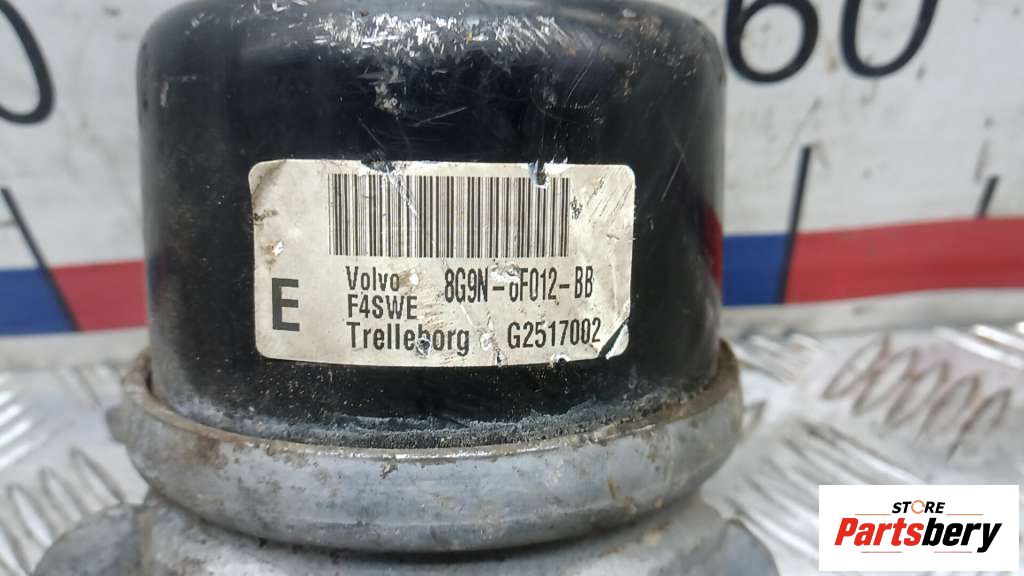 60
E
Volvo 8G9N-6F012-BB
F4SWE
Trelleborg G2517002
STORE
Partsbery